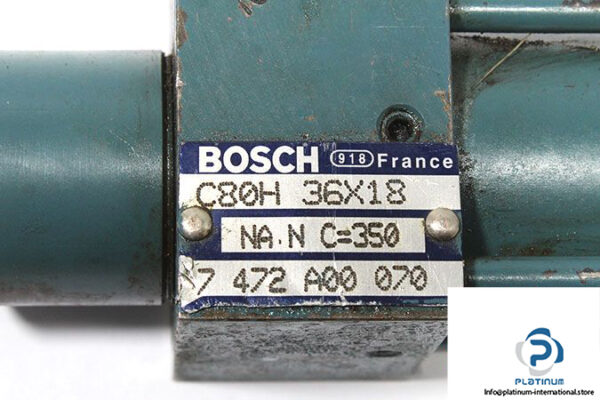 BOSCH 918 France
C80H 36X18
NA.N C=350
7 472 A00 070
PLATINUM
Info@platinum-international.store